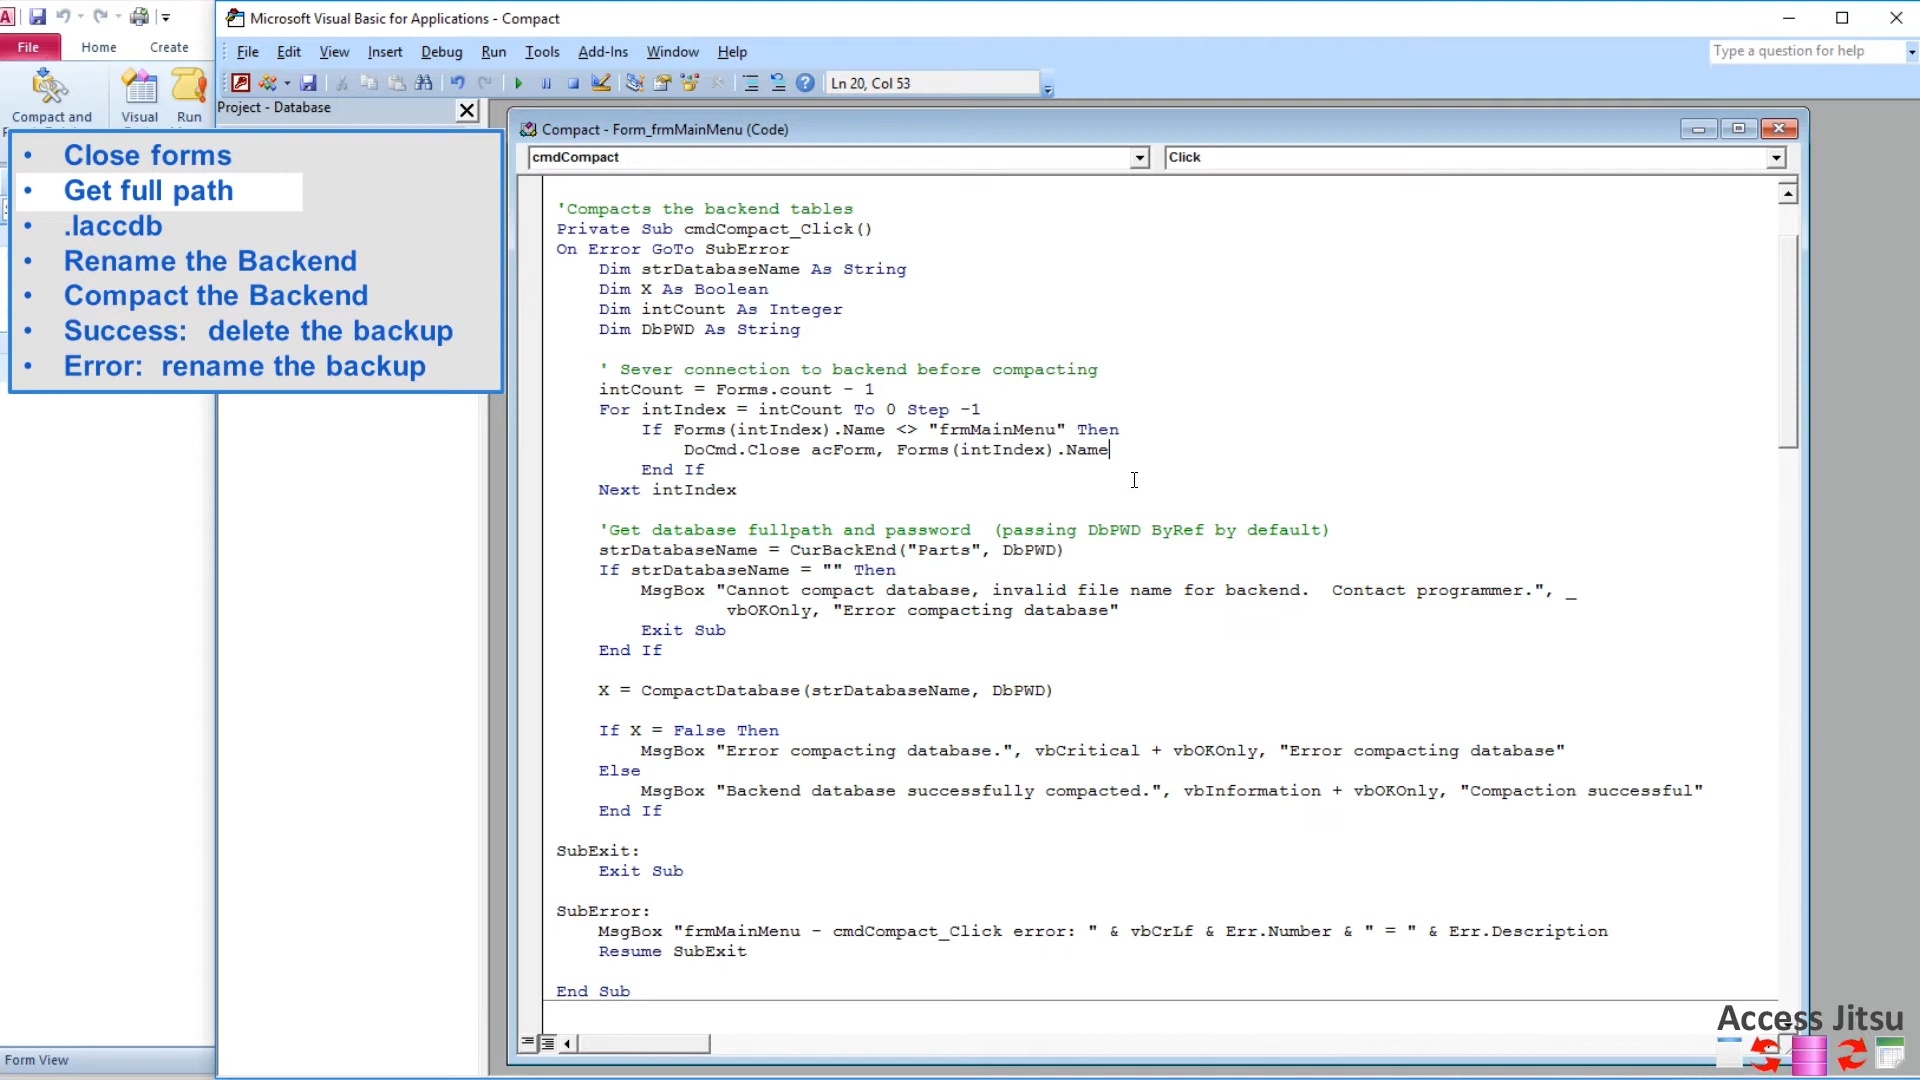 Microsoft Visual Basic for Applications - Compact
File
Home
Create
File Edit View Insert Debug Run Tools Add-Ins Window Help
Type a question for help
Ln 20, Col 53
Compact and
Visual
Run
Project - Database
• Close forms
• Get full path
• .laccdb
• Rename the Backend
• Compact the Backend
• Success: delete the backup
• Error: rename the backup
Compact - Form_frmMainMenu (Code)
cmdCompact
Click
'Compacts the backend tables
Private Sub cmdCompact_Click()
On Error GoTo SubError
Dim strDatabaseName As String
Dim X As Boolean
Dim intCount As Integer
Dim DbPWD As String
' Sever connection to backend before compacting
intCount = Forms.count - 1
For intIndex = intCount To 0 Step -1
If Forms(intIndex).Name <> "frmMainMenu" Then
DoCmd.Close acForm, Forms(intIndex).Name
End If
Next intIndex
'Get database fullpath and password  (passing DbPWD ByRef by default)
strDatabaseName = CurBackEnd("Parts", DbPWD)
If strDatabaseName = "" Then
MsgBox "Cannot compact database, invalid file name for backend.  Contact programmer.", _
vbOKOnly, "Error compacting database"
Exit Sub
End If
X = CompactDatabase(strDatabaseName, DbPWD)
If X = False Then
MsgBox "Error compacting database.", vbCritical + vbOKOnly, "Error compacting database"
Else
MsgBox "Backend database successfully compacted.", vbInformation + vbOKOnly, "Compaction successful"
End If
SubExit:
Exit Sub
SubError:
MsgBox "frmMainMenu - cmdCompact_Click error: " & vbCrLf & Err.Number & " = " & Err.Description
Resume SubExit
End Sub
Access Jitsu
Form View